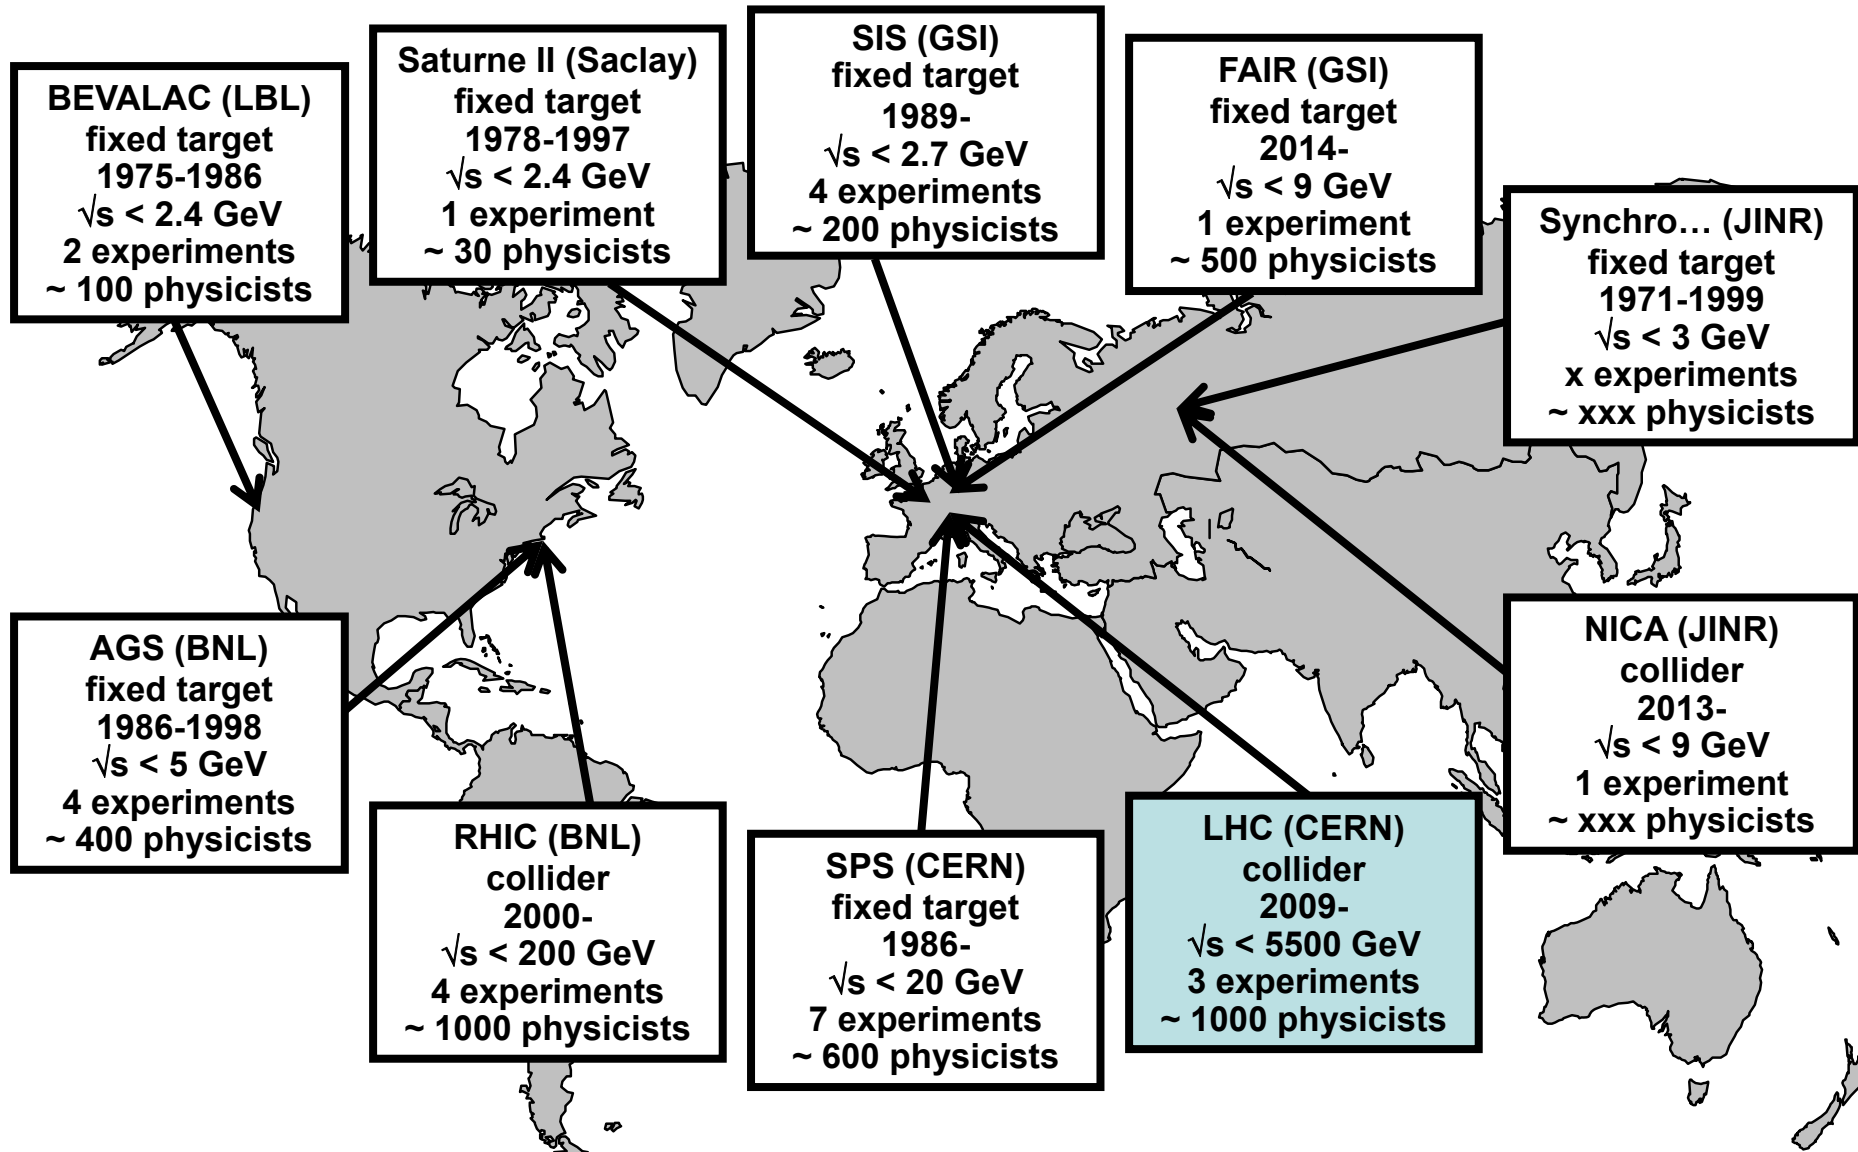 BEVALAC (LBL)
fixed target
1975-1986
√s < 2.4 GeV
2 experiments
~ 100 physicists
Saturne II (Saclay)
fixed target
1978-1997
√s < 2.4 GeV
1 experiment
~ 30 physicists
SIS (GSI)
fixed target
1989-
√s < 2.7 GeV
4 experiments
~ 200 physicists
FAIR (GSI)
fixed target
2014-
√s < 9 GeV
1 experiment
~ 500 physicists
Synchro… (JINR)
fixed target
1971-1999
√s < 3 GeV
x experiments
~ xxx physicists
AGS (BNL)
fixed target
1986-1998
√s < 5 GeV
4 experiments
~ 400 physicists
RHIC (BNL)
collider
2000-
√s < 200 GeV
4 experiments
~ 1000 physicists
SPS (CERN)
fixed target
1986-
√s < 20 GeV
7 experiments
~ 600 physicists
LHC (CERN)
collider
2009-
√s < 5500 GeV
3 experiments
~ 1000 physicists
NICA (JINR)
collider
2013-
√s < 9 GeV
1 experiment
~ xxx physicists